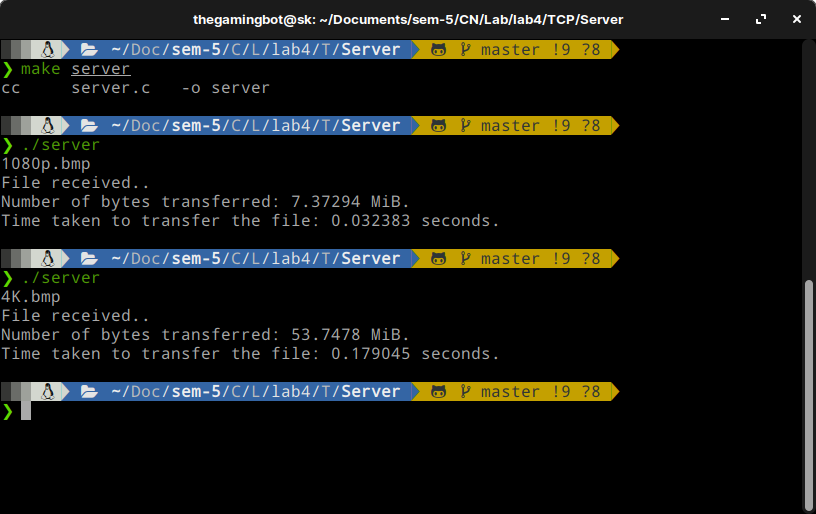 thegamingbot@sk: ~/Documents/sem-5/CN/Lab/lab4/TCP/Server
~/Doc/sem-5/C/L/lab4/T/Server master !9 ?8
❯ make server
cc      server.c   -o server
~/Doc/sem-5/C/L/lab4/T/Server master !9 ?8
❯ ./server
1080p.bmp
File received..
Number of bytes transferred: 7.37294 MiB.
Time taken to transfer the file: 0.032383 seconds.
~/Doc/sem-5/C/L/lab4/T/Server master !9 ?8
❯ ./server
4K.bmp
File received..
Number of bytes transferred: 53.7478 MiB.
Time taken to transfer the file: 0.179045 seconds.
~/Doc/sem-5/C/L/lab4/T/Server master !9 ?8
❯